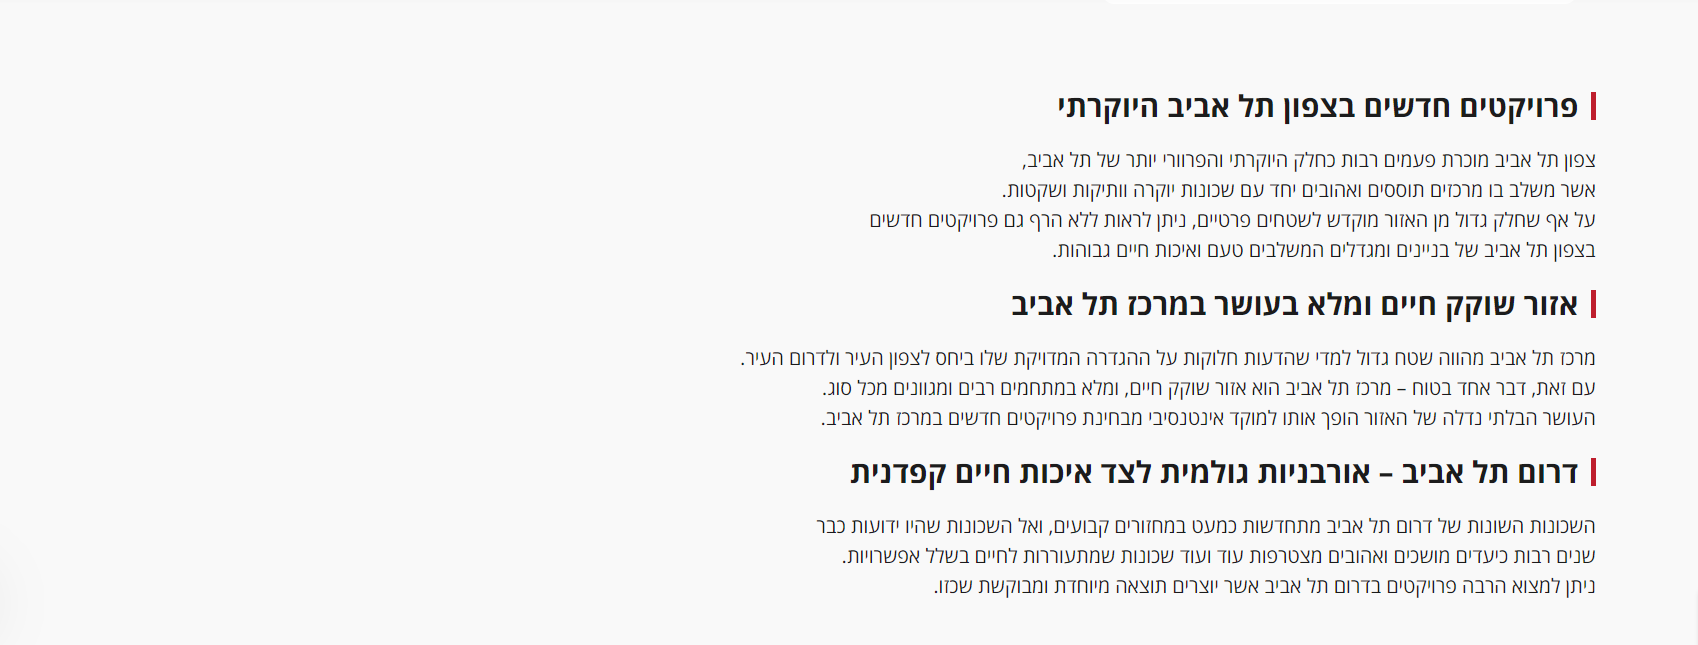 פרויקטים חדשים בצפון תל אביב היוקרתי
צפון תל אביב מוכרת פעמים רבות כחלק היוקרתי והפרוורי יותר של תל אביב,
אשר משלב בו מרכזים תוססים ואהובים יחד עם שכונות יוקרה וותיקות ושקטות.
על אף שחלק גדול מן האזור מוקדש לשטחים פרטיים, ניתן לראות ללא הרף גם פרויקטים חדשים
בצפון תל אביב של בניינים ומגדלים המשלבים טעם ואיכות חיים גבוהות.
אזור שוקק חיים ומלא בעושר במרכז תל אביב
מרכז תל אביב מהווה שטח גדול למדי שהדעות חלוקות על ההגדרה המדויקת שלו ביחס לצפון העיר ולדרום העיר.
עם זאת, דבר אחד בטוח – מרכז תל אביב הוא אזור שוקק חיים, ומלא במתחמים רבים ומגוונים מכל סוג.
העושר הבלתי נדלה של האזור הופך אותו למוקד אינטנסיבי מבחינת פרויקטים חדשים במרכז תל אביב.
דרום תל אביב – אורבניות גולמית לצד איכות חיים קפדנית
השכונות השונות של דרום תל אביב מתחדשות כמעט במחזורים קבועים, ואל השכונות שהיו ידועות כבר
שנים רבות כיעדים מושכים ואהובים מצטרפות עוד ועוד שכונות שמתעוררות לחיים בשלל אפשרויות.
ניתן למצוא הרבה פרויקטים בדרום תל אביב אשר יוצרים תוצאה מיוחדת ומבוקשת שכזו.